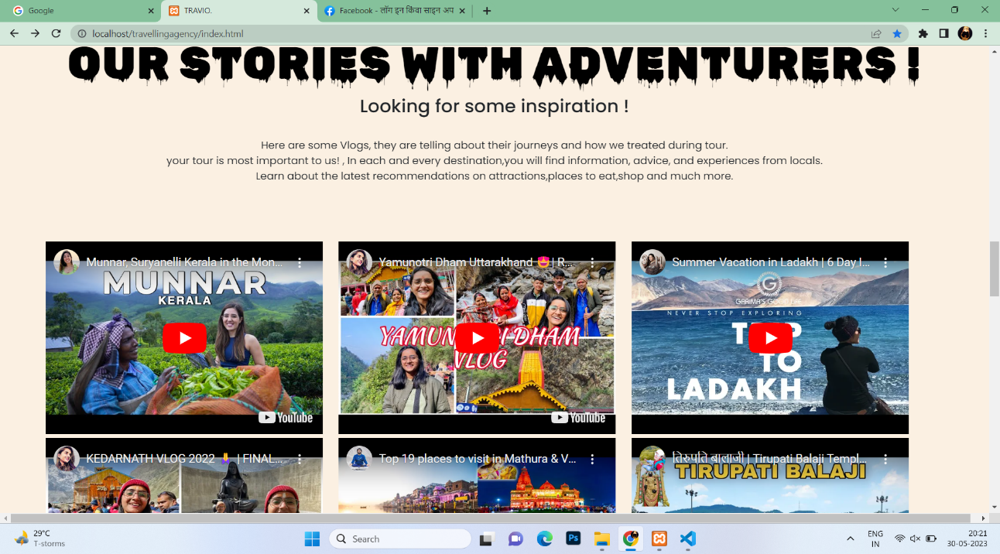 Google
TRAVIO.
Facebook - लॉग इन किंवा साइन अप
localhost/travellingagency/index.html
OUR STORIES WITH ADVENTURERS !
Looking for some inspiration !
Here are some Vlogs, they are telling about their journeys and how we treated during tour.
your tour is most important to us! , In each and every destination,you will find information, advice, and experiences from locals.
Learn about the latest recommendations on attractions,places to eat,shop and much more.
Munnar, Suryanelli Kerala in the Mon...
MUNNAR
KERALA
YouTube
Yamunotri Dham Uttarakhand 😍| R...
DHAM
VLOG
YouTube
Summer Vacation in Ladakh | 6 Day I...
G
GARIMA'S GOOD LIFE
NEVER STOP EXPLORING
TO
LADAKH
KEDARNATH VLOG 2022 | FINAL...
Top 19 places to visit in Mathura & V...
तिरुपति बालाजी | Tirupati Balaji Templ...
TIRUPATI BALAJI
29°C
T-storms
Search
Ps
ENG
IN
20:21
30-05-2023